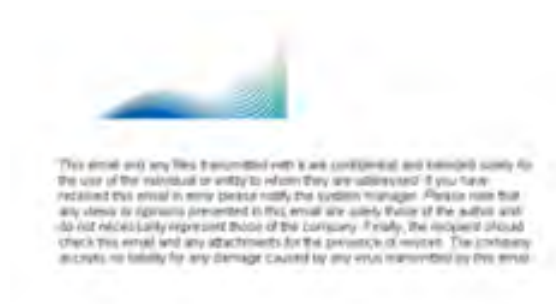 This email and any files transmitted with it are confidential and intended solely for
the use of the individual or entity to whom they are addressed. If you have
received this email in error please notify the system manager. Please note that
any views or opinions presented in this email are solely those of the author and
do not necessarily represent those of the company. Finally, the recipient should
check this email and any attachments for the presence of viruses. The company
accepts no liability for any damage caused by any virus transmitted by this email.